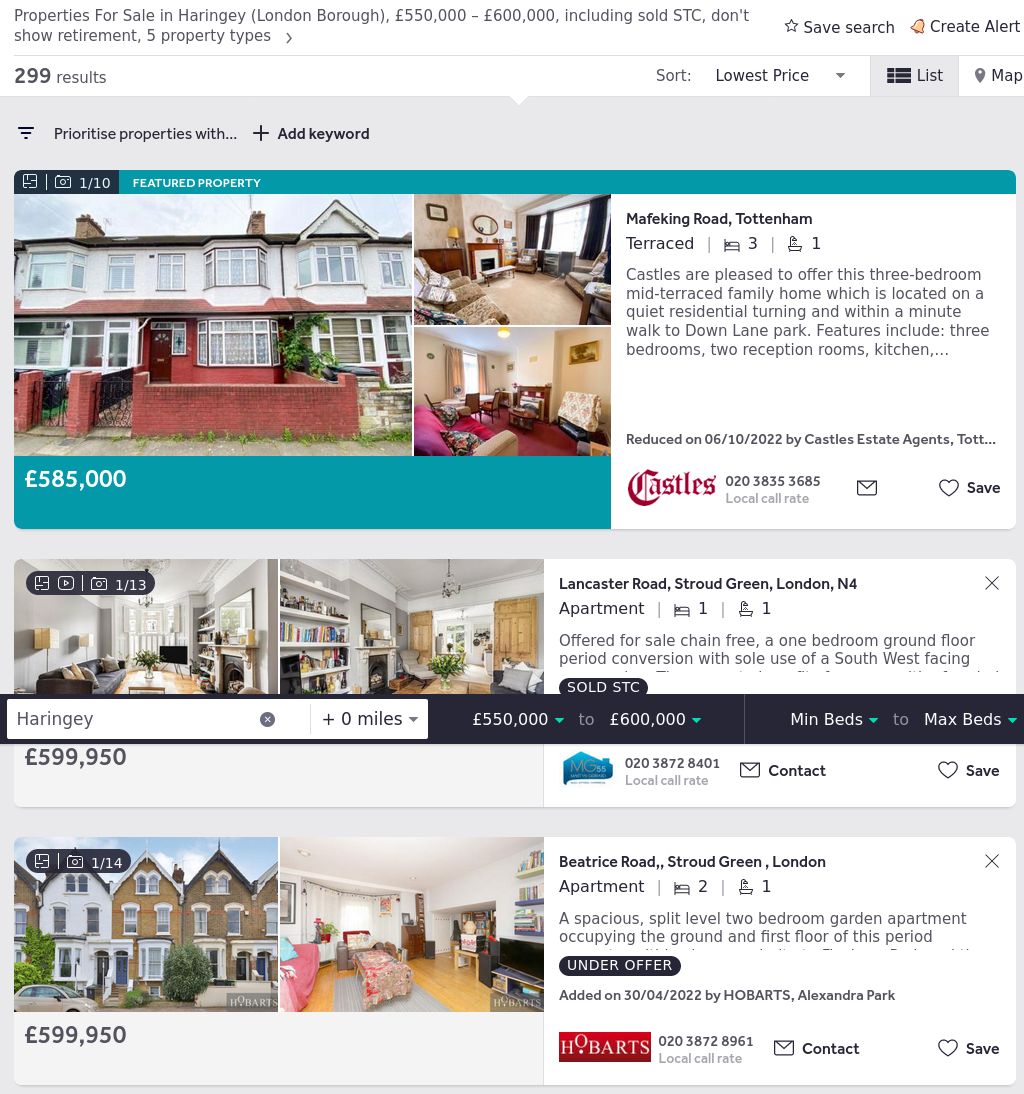 Properties For Sale in Haringey (London Borough), £550,000 – £600,000, including sold STC, don't
show retirement, 5 property types
Save search
Create Alert
299 results
Sort: Lowest Price
List
Map
Prioritise properties with...
Add keyword
1/10
FEATURED PROPERTY
Mafeking Road, Tottenham
Terraced | 3 | 1
Castles are pleased to offer this three-bedroom
mid-terraced family home which is located on a
quiet residential turning and within a minute
walk to Down Lane park. Features include: three
bedrooms, two reception rooms, kitchen,…
Reduced on 06/10/2022 by Castles Estate Agents, Tott...
£585,000
Castles
020 3835 3685
Local call rate
Save
1/13
Lancaster Road, Stroud Green, London, N4
Apartment | 1 | 1
Offered for sale chain free, a one bedroom ground floor
period conversion with sole use of a South West facing
SOLD STC
Haringey
+ 0 miles
£550,000 to £600,000
Min Beds to Max Beds
£599,950
MG55
020 3872 8401
Local call rate
Contact
Save
1/14
HOBARTS
HOBARTS
Beatrice Road,, Stroud Green , London
Apartment | 2 | 1
A spacious, split level two bedroom garden apartment
occupying the ground and first floor of this period
UNDER OFFER
Added on 30/04/2022 by HOBARTS, Alexandra Park
£599,950
HOBARTS
020 3872 8961
Local call rate
Contact
Save